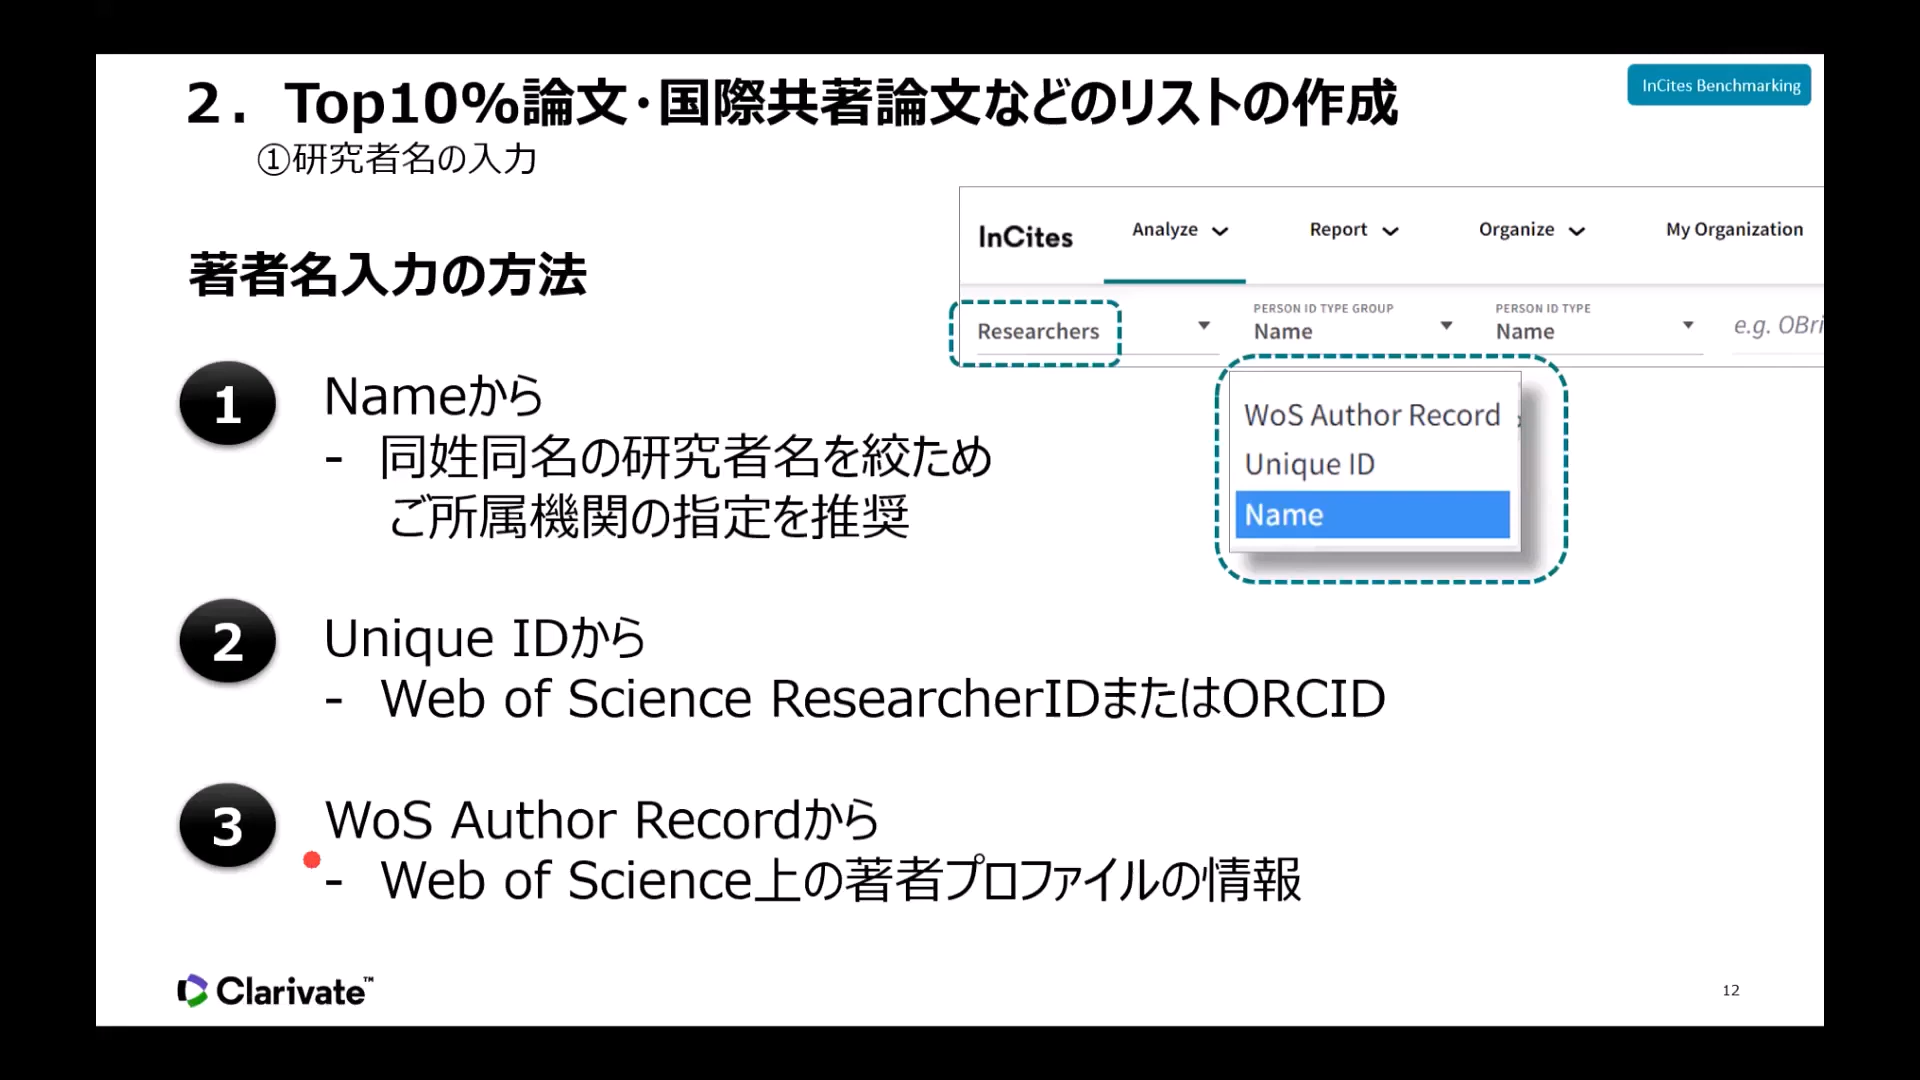 2．Top10%論文・国際共著論文などのリストの作成
InCites Benchmarking
①研究者名の入力
著者名入力の方法
InCites
Analyze
Report
Organize
My Organization
Researchers
PERSON ID TYPE GROUP
Name
PERSON ID TYPE
Name
e.g. OBri
WoS Author Record
Unique ID
Name
1
Nameから
- 同姓同名の研究者名を絞ため
ご所属機関の指定を推奨
2
Unique IDから
- Web of Science ResearcherIDまたはORCID
3
WoS Author Recordから
- Web of Science上の著者プロファイルの情報
Clarivate™
12